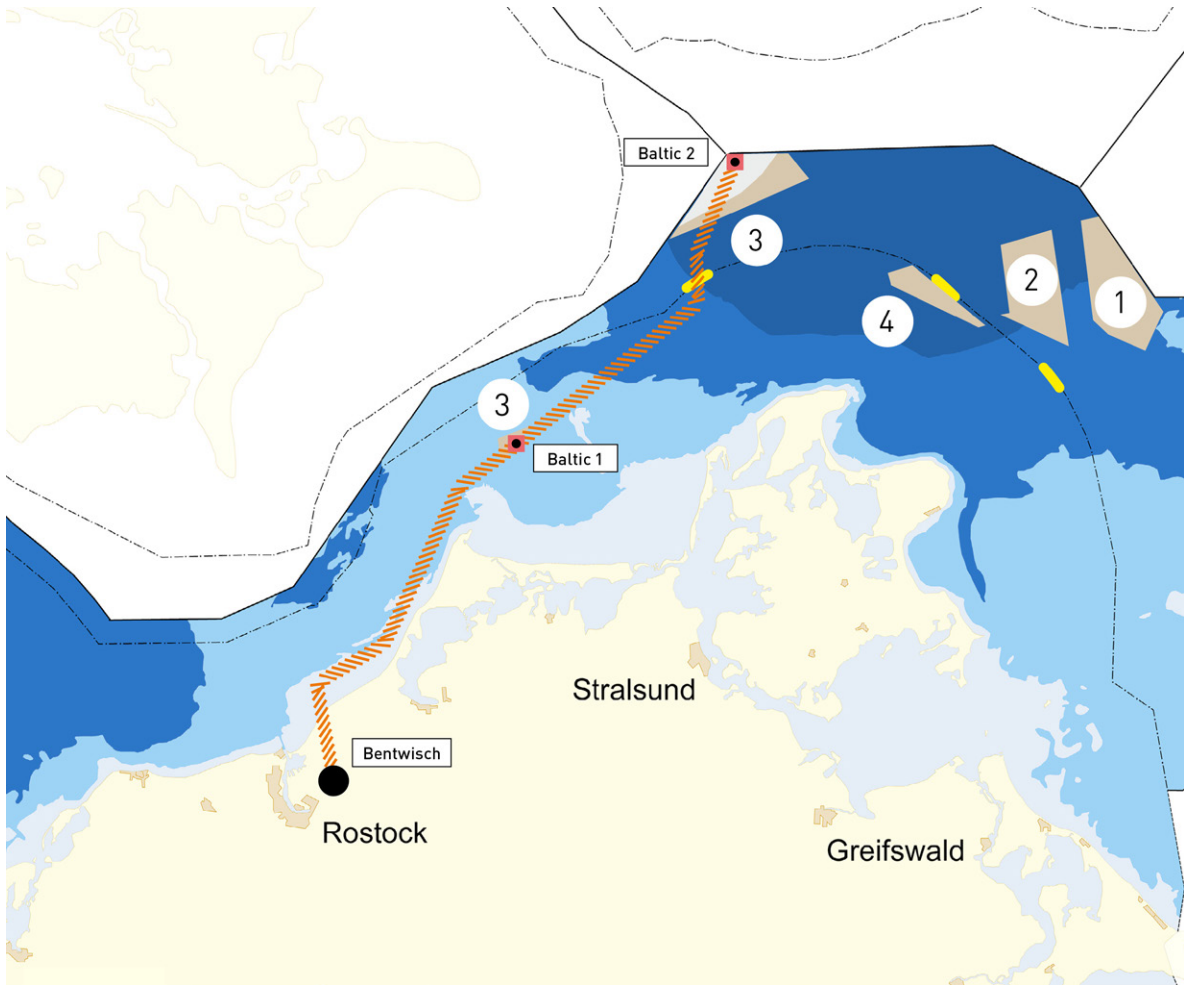 Baltic 2
3
2
1
4
3
Baltic 1
Stralsund
Bentwisch
Rostock
Greifswald